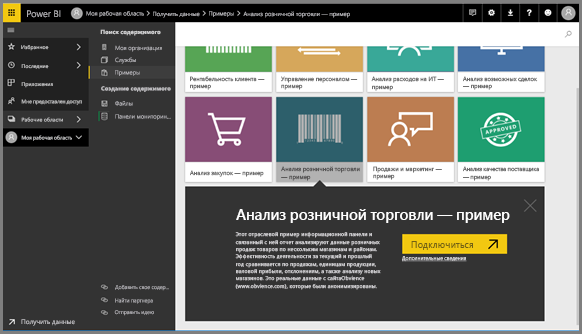 Power BI
Моя рабочая область > Получить данные > Примеры > Анализ розничной торговли — пример
Избранное
Последние
Приложения
Мне предоставлен доступ
Рабочие области
Моя рабочая область
Получить данные
Поиск содержимого
Моя организация
Службы
Примеры
Создание содержимого
Файлы
Панели мониторин...
Добавить свое содер...
Найти партнера
Отправить идею
Рентабельность клиента —
пример
Управление персоналом —
пример
Анализ расходов на ИТ —
пример
Анализ возможных сделок
— пример
Анализ закупок — пример
Анализ розничной торговли
— пример
Продажи и маркетинг —
пример
APPROVED
Анализ качества поставщика
— пример
Анализ розничной торговли — пример
Этот отраслевой пример информационной панели и
связанный с ней отчет анализируют данные розничных
продаж товаров по нескольким магазинам и районам.
Эффективность деятельности за текущий и прошлый
год сравнивается по продажам, единицам продукции,
валовой прибыли, отклонениям, а также анализу новых
магазинов. Это реальные данные с сайтаObvience
(www.obvience.com), которые были анонимизированы.
Подключиться
Дополнительные сведения